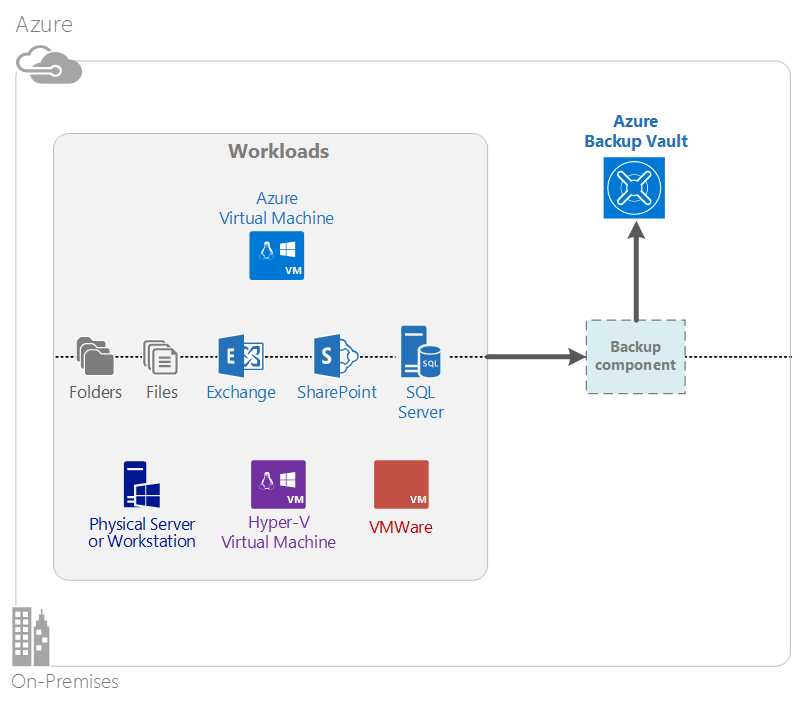 Azure
Azure
Backup Vault
Workloads
Azure
Virtual Machine
VM
Backup
component
Folders
Files
E
Exchange
S
SharePoint
SQL
SQL
Server
VM
VM
Physical Server
or Workstation
Hyper-V
Virtual Machine
VMWare
On-Premises